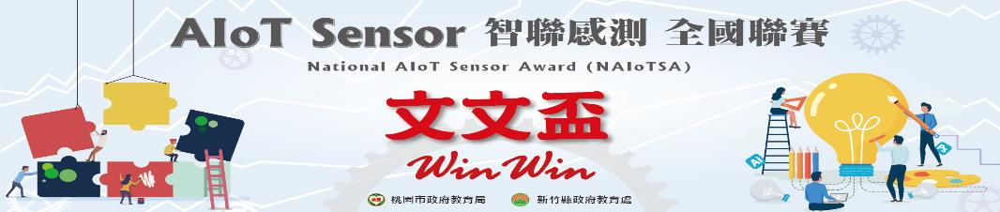 AIoT Sensor 智聯感測 全國聯賽
National AIoT Sensor Award (NAIoTSA)
文文盃
Win Win
桃園市政府教育局 新竹縣政府教育處
AI